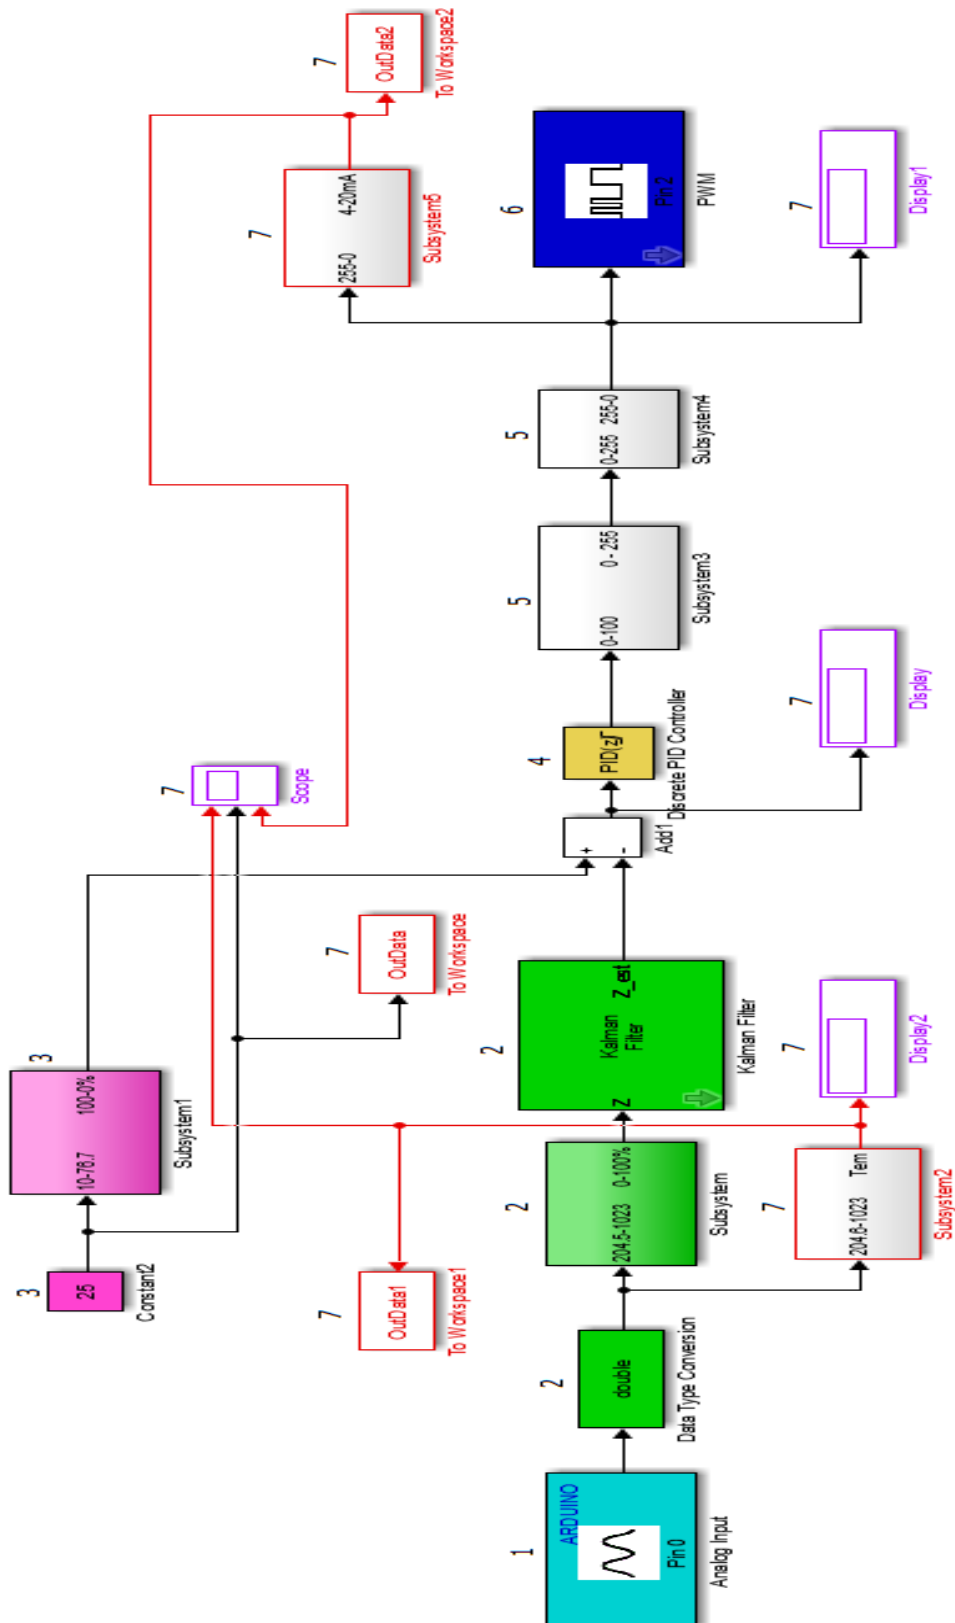 3
3
10-76.7 100-0%
25
Constant2
Subsystem1
7
Scope
7
7
7
7
255-0 4-20mA
OutData1
OutData
OutData2
To Workspace1
To Workspace
Subsystem5
To Workspace2
1
2
2
2
4
5
5
6
ARDUINO
Pin 0
Analog Input
double
Data Type Conversion
204.6-1023 0-100%
Subsystem
Z
Kalman
Filter
Z_est
Kalman Filter
+
-
Add1
PID(z)
Discrete PID Controller
0-100 0 - 255
Subsystem3
0-255 255-0
Subsystem4
Pin 2
PWM
7
7
7
7
204.6-1023 Tem
Subsystem2
Display2
Display
Display1